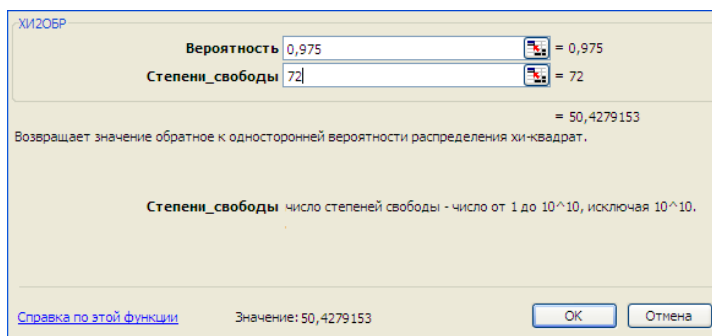 ХИ2ОБР
Вероятность 0,975 = 0,975
Степени_свободы 72 = 72
= 50,4279153
Возвращает значение обратное к односторонней вероятности распределения хи-квадрат.
Степени_свободы число степеней свободы - число от 1 до 10^10, исключая 10^10.
Справка по этой функции Значение:50,4279153 ОК Отмена